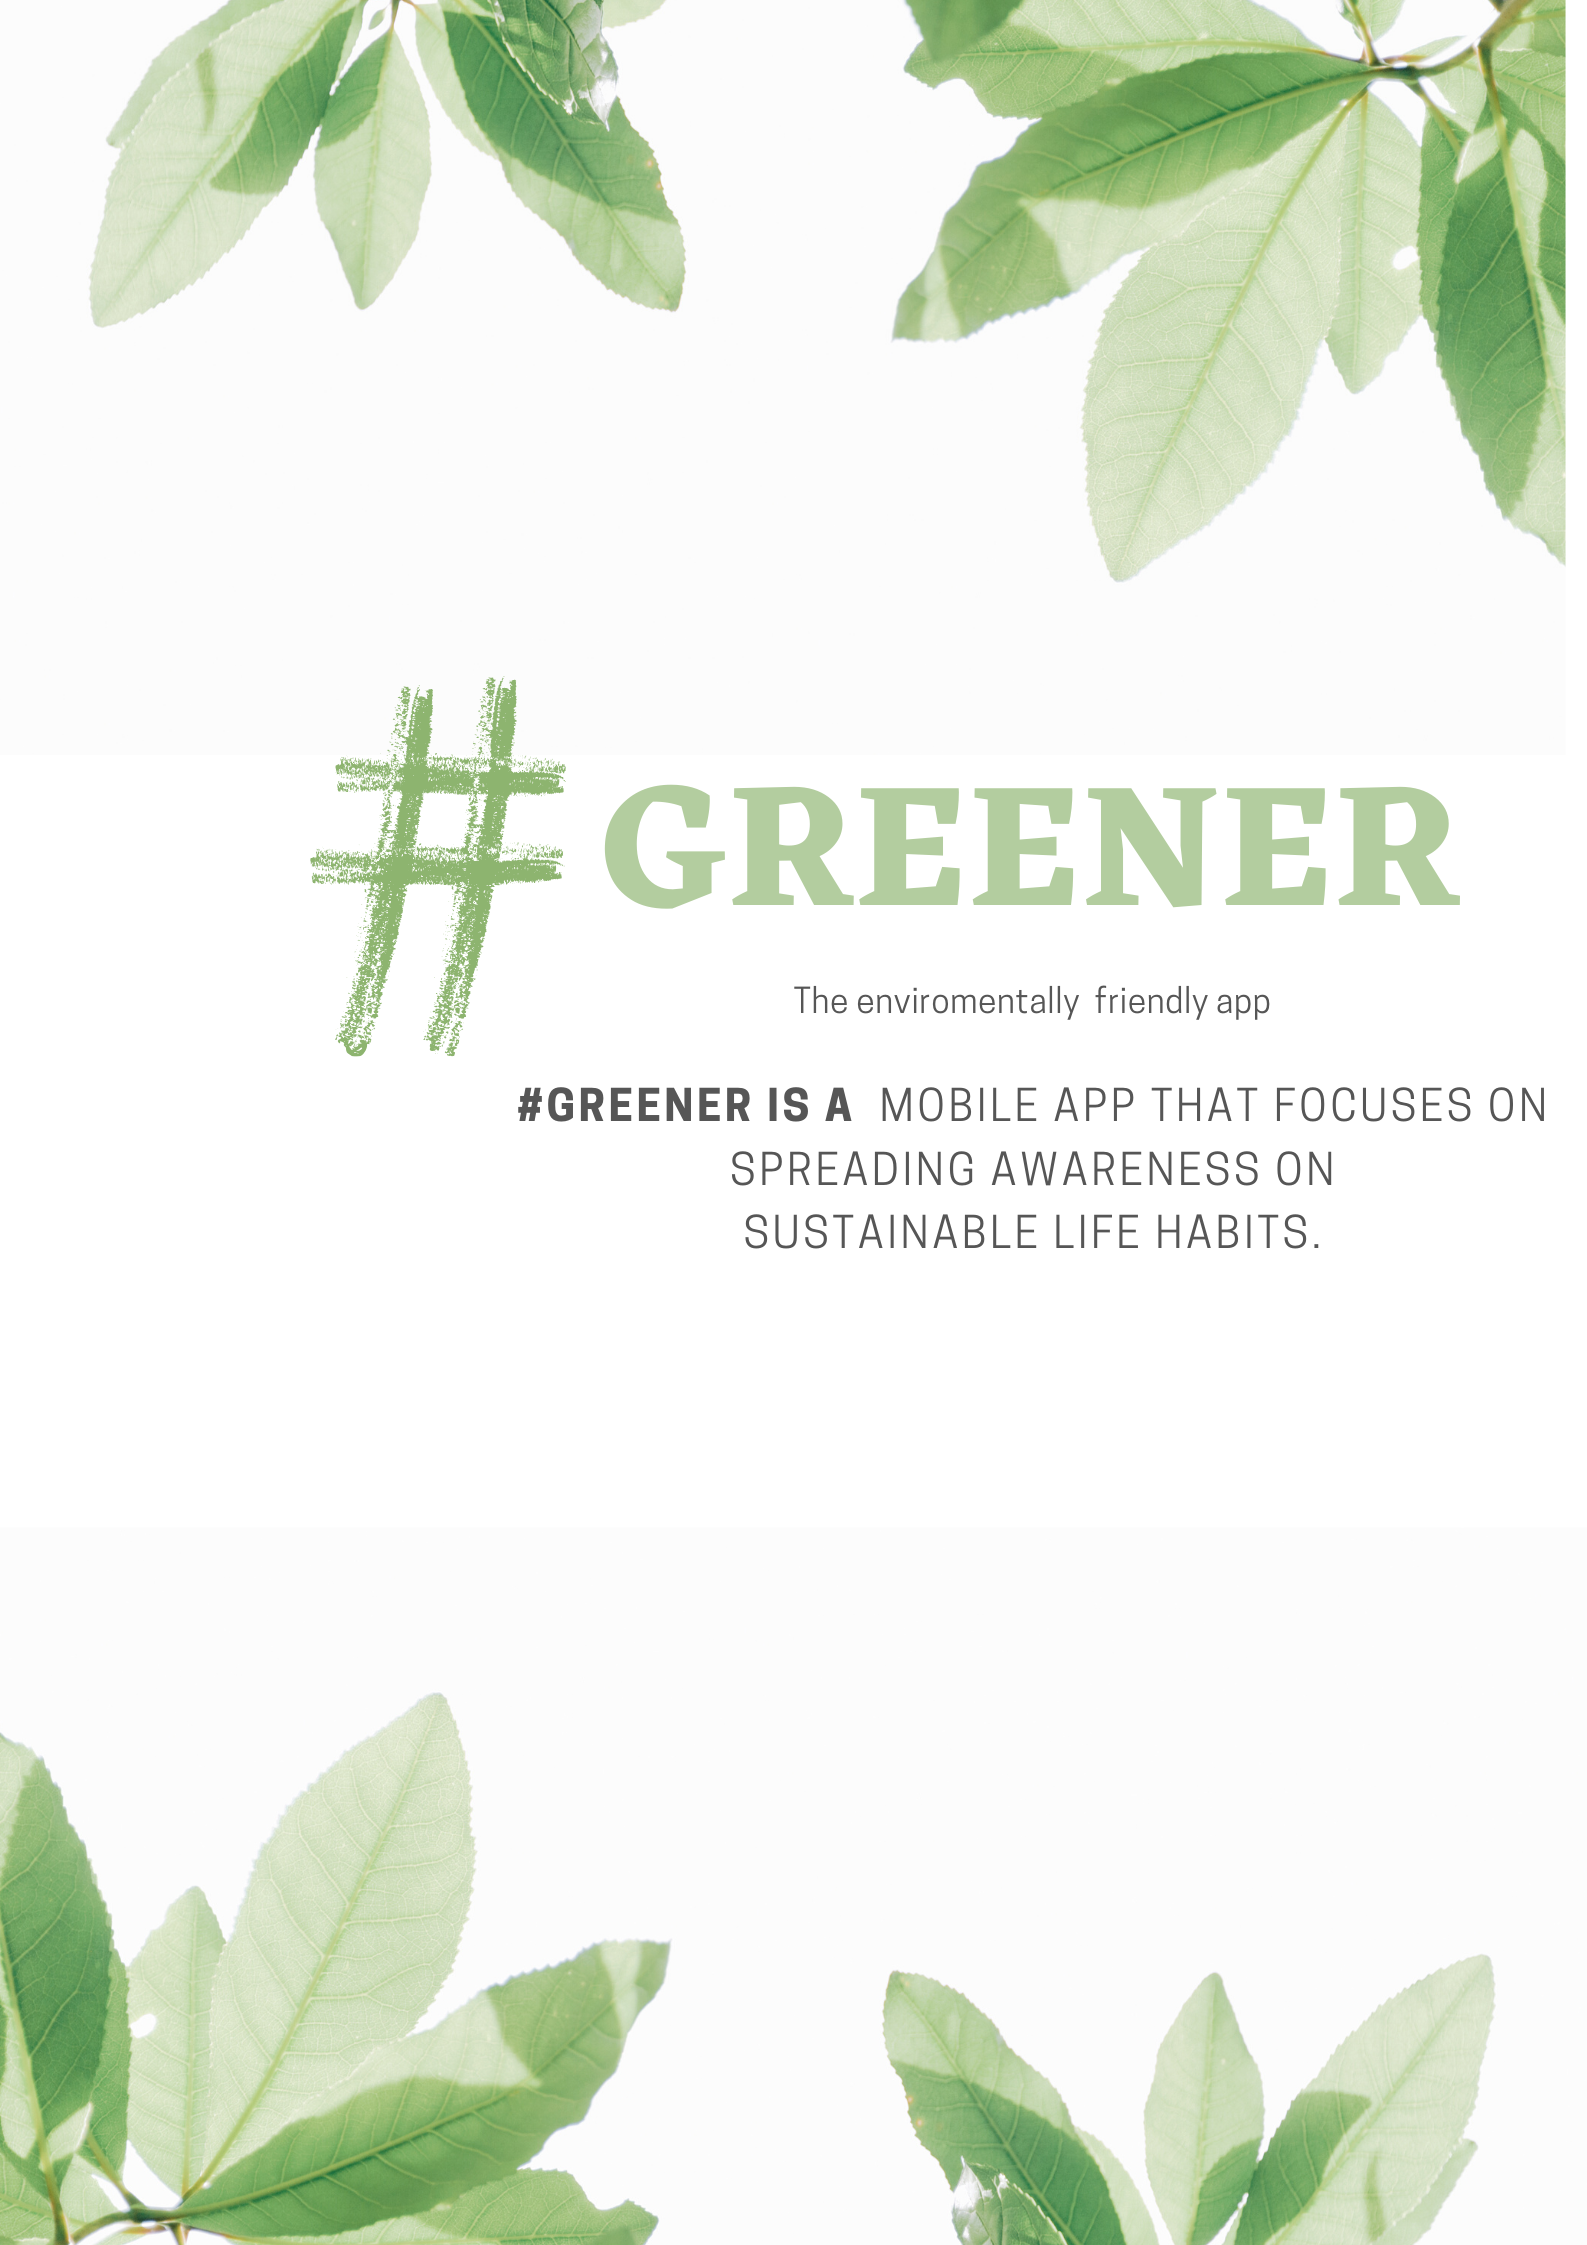 #GREENER
The enviromentally  friendly app
#GREENER IS A  MOBILE APP THAT FOCUSES ON
SPREADING AWARENESS ON
SUSTAINABLE LIFE HABITS.